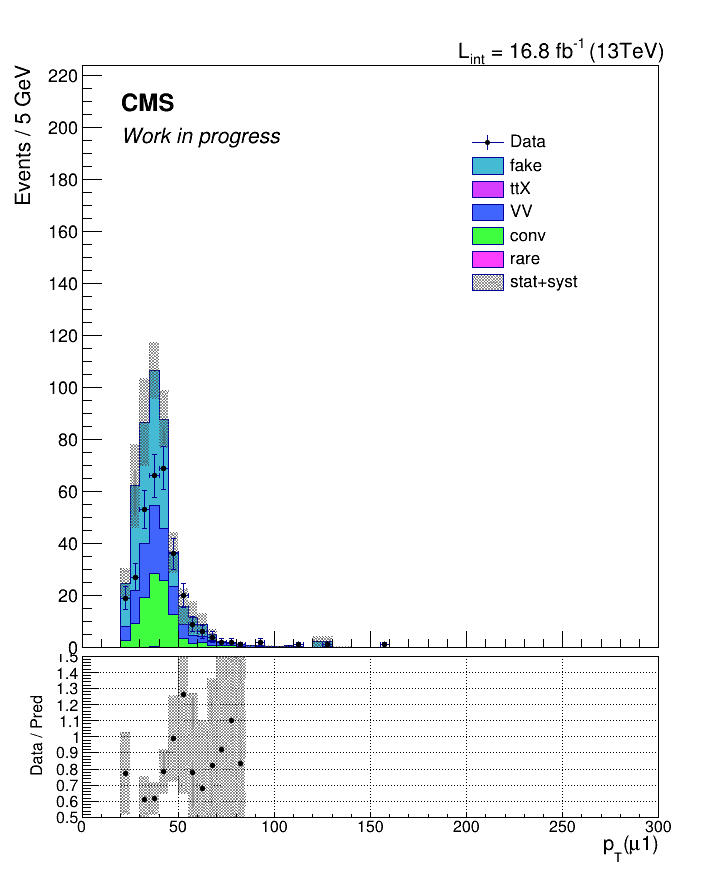 L_int = 16.8 fb^-1 (13TeV)
Events / 5 GeV
220
200
180
160
140
120
100
80
60
40
20
0
CMS
Work in progress
Data
fake
ttX
VV
conv
rare
stat+syst
Data / Pred
1.5
1.4
1.3
1.2
1.1
1
0.9
0.8
0.7
0.6
0.5
0 50 100 150 200 250 300
p_T(μ1)